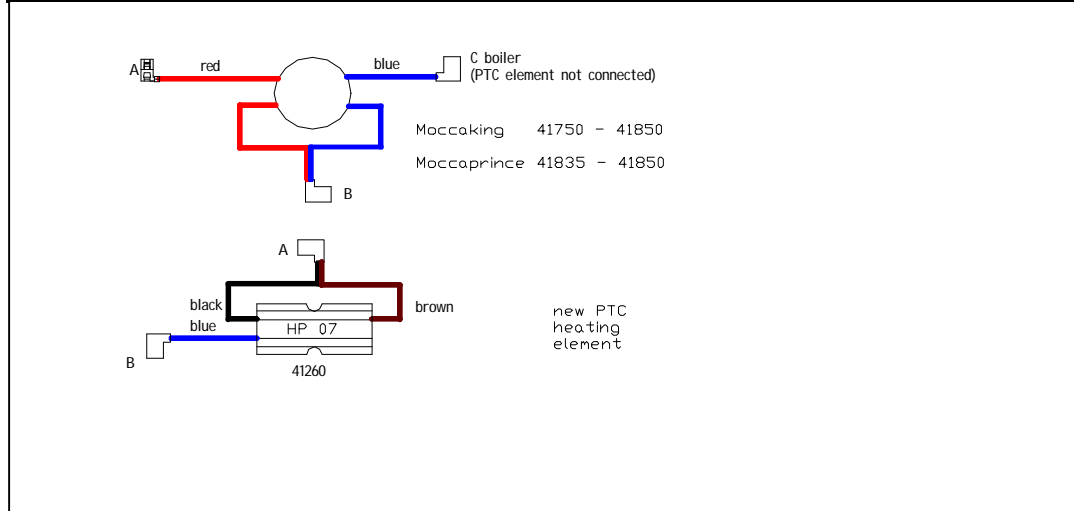 A
red
blue
C boiler
(PTC element not connected)
Moccaking 41750 - 41850
Moccaprince 41835 - 41850
B
A
black
brown
blue
HP 07
B
41260
new PTC
heating
element